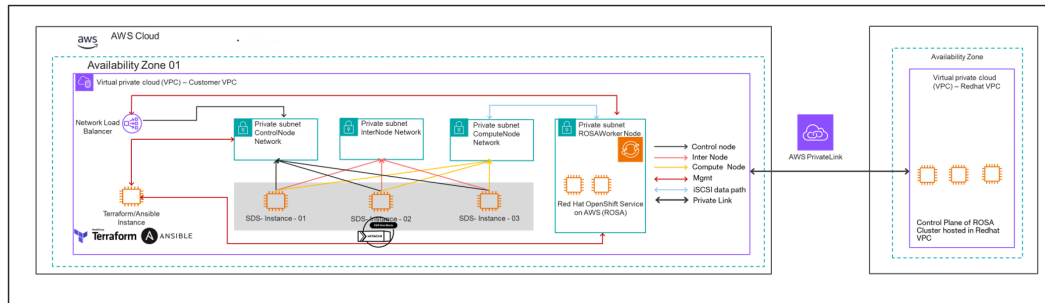 aws
AWS Cloud
Availability Zone 01
Virtual private cloud (VPC) – Customer VPC
Network Load
Balancer
Private subnet
ControlNode
Network
Private subnet
InterNode Network
Private subnet
ComputeNode
Network
Private subnet
ROSAWorker Node
Control node
Inter Node
Compute Node
Mgmt
iSCSI data path
Private Link
Terraform/Ansible
Instance
SDS- Instance - 01
SDS- Instance - 02
SDS- Instance - 03
Red Hat OpenShift Service
on AWS (ROSA)
Terraform
ANSIBLE
HITACHI
AWS PrivateLink
Availability Zone
Virtual private cloud
(VPC) – Redhat VPC
Control Plane of ROSA
Cluster hosted in Redhat
VPC